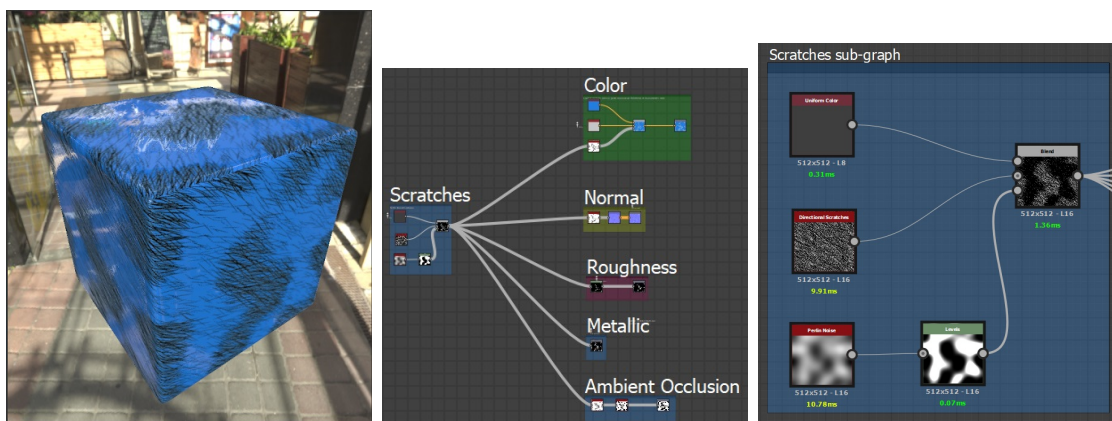 Color
Scratches
Normal
Roughness
Metallic
Ambient Occlusion
Scratches sub-graph
Uniform Color
512x512 - L8
0.31ms
Blend
512x512 - L16
1.36ms
Directional Scratches
512x512 - L16
9.91ms
Perlin Noise
512x512 - L16
10.78ms
Levels
512x512 - L16
0.07ms